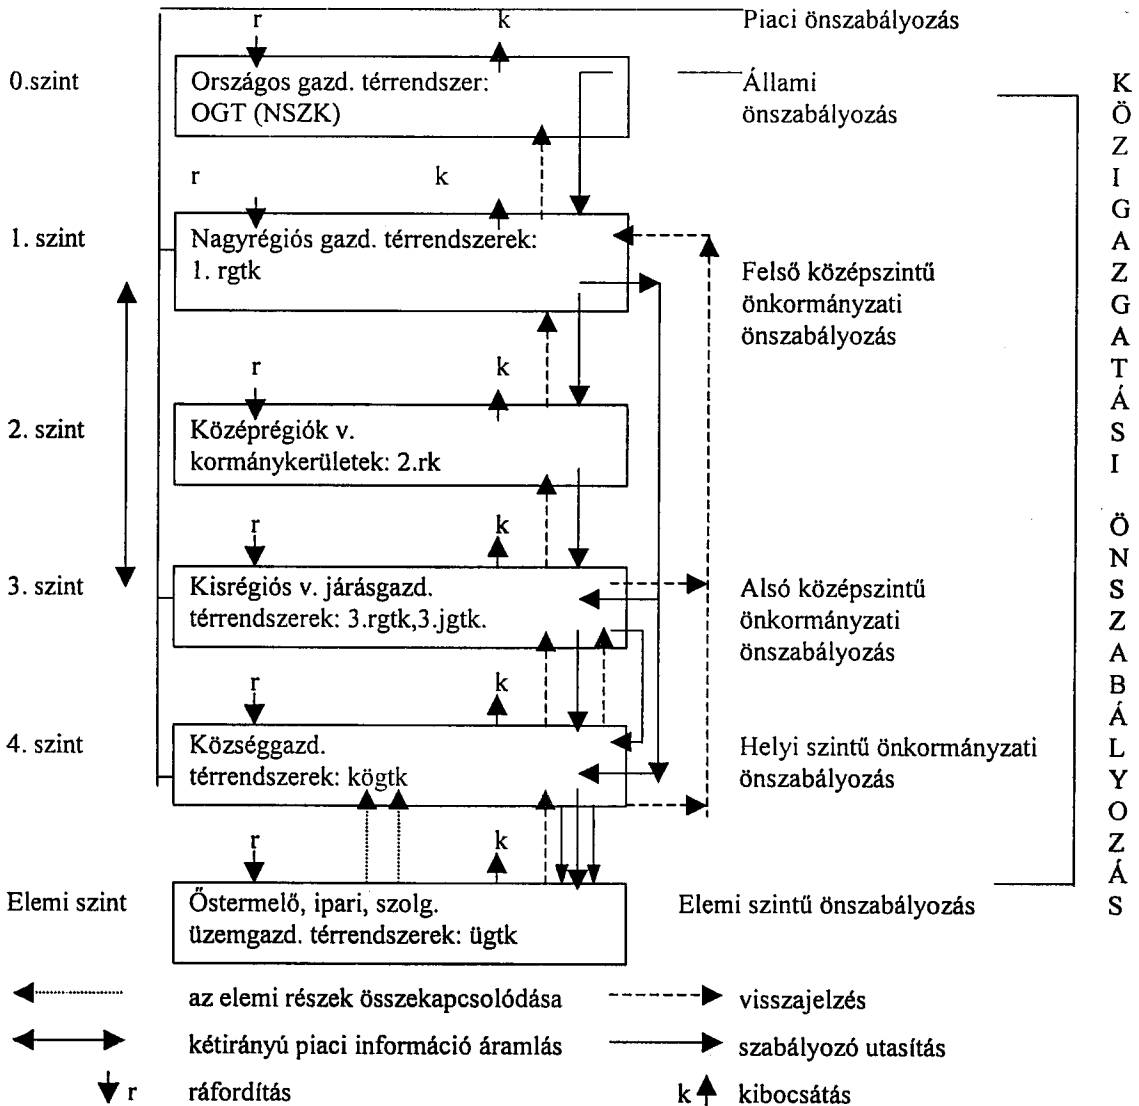 r
k
Piaci önszabályozás
0.szint
Országos gazd. térrendszer:
OGT (NSZK)
Állami
önszabályozás
r
k
1. szint
Nagyrégiós gazd. térrendszerek:
1. rgtk
Felső középszintű
önkormányzati
önszabályozás
r
k
2. szint
Középrégiók v.
kormánykerületek: 2.rk
r
k
3. szint
Kisrégiós v. járásgazd.
térrendszerek: 3.rgtk,3.jgtk.
Alsó középszintű
önkormányzati
önszabályozás
r
k
4. szint
Községgazd.
térrendszerek: kögtk
Helyi szintű önkormányzati
önszabályozás
r
k
Elemi szint
Őstermelő, ipari, szolg.
üzemgazd. térrendszerek: ügtk
Elemi szintű önszabályozás
KÖZIGAZGATÁSI ÖNSZABÁLYOZÁS
az elemi részek összekapcsolódása
visszajelzés
kétirányú piaci információ áramlás
szabályozó utasítás
r ráfordítás
k kibocsátás